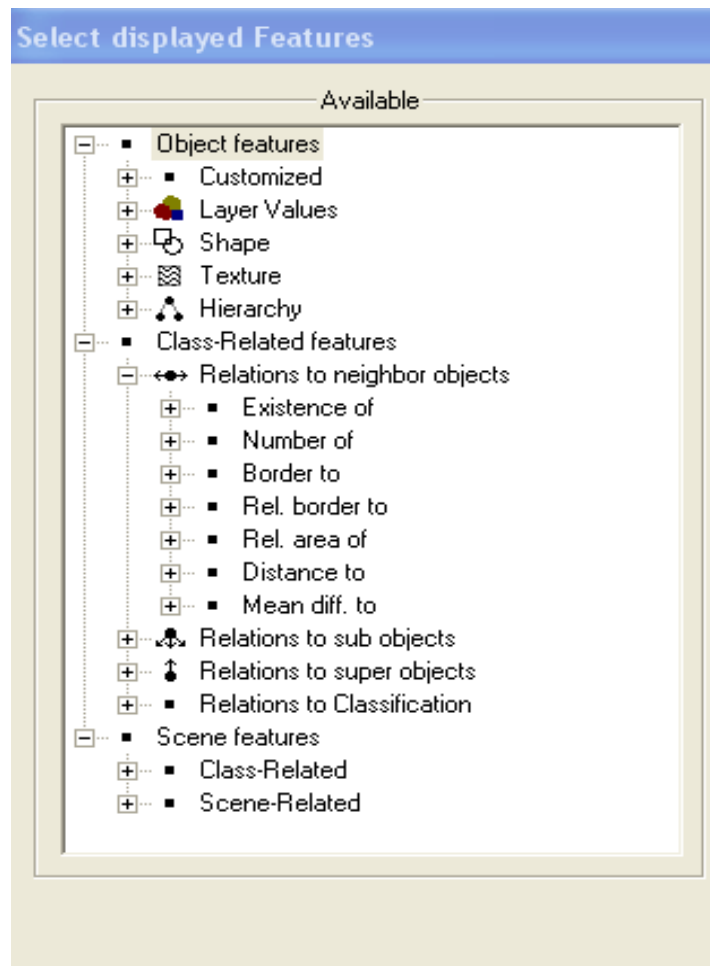 Select displayed Features
Available
Object features
Customized
Layer Values
Shape
Texture
Hierarchy
Class-Related features
Relations to neighbor objects
Existence of
Number of
Border to
Rel. border to
Rel. area of
Distance to
Mean diff. to
Relations to sub objects
Relations to super objects
Relations to Classification
Scene features
Class-Related
Scene-Related